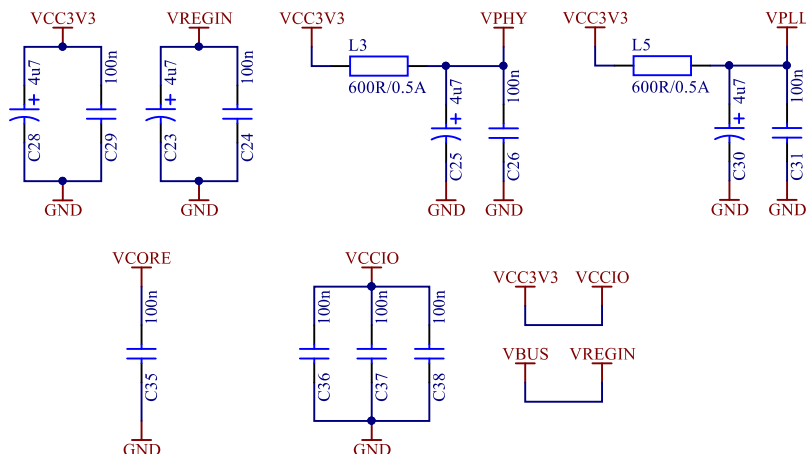 VCC3V3
VREGIN
VCC3V3
VPHY
VCC3V3
VPLL
4u7
100n
4u7
100n
L3
600R/0.5A
4u7
100n
L5
600R/0.5A
4u7
100n
C28
C29
C23
C24
C25
C26
C30
C31
GND
GND
GND
GND
GND
GND
VCORE
VCCIO
VCC3V3
VCCIO
100n
100n
100n
100n
VBUS
VREGIN
C35
C36
C37
C38
GND
GND